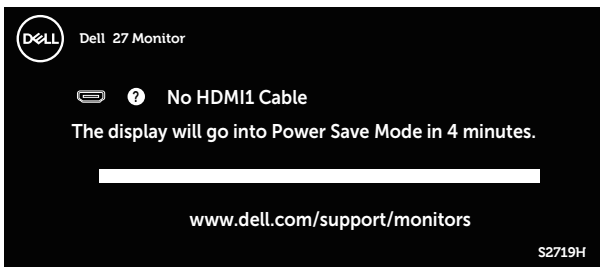 DELL
Dell 27 Monitor
? No HDMI1 Cable
The display will go into Power Save Mode in 4 minutes.
www.dell.com/support/monitors
S2719H